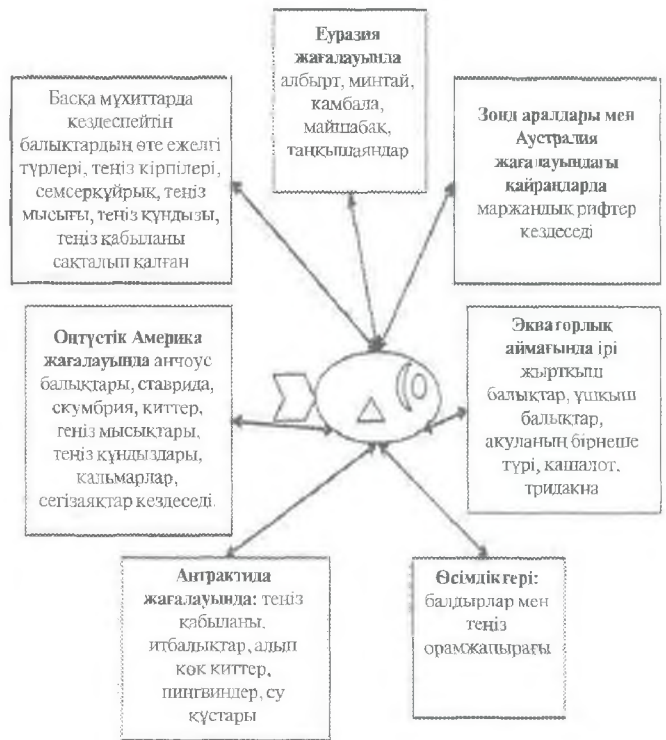 Еуразия
жағалауында
албырт, минтай,
камбала,
майшабақ,
таңқышаяндар
Басқа мұхиттарда
кездеспейтін
балықтардың өте ежелгі
түрлері, теңіз кірпілері,
семсерқұйрық, теңіз
мысығы, теңіз құндызы,
теңіз қабыланы
сақталып қалған
Зонд аралдары мен
Аустралия
жағалауындағы
қайраңдарда
маржандық рифтер
кездеседі
Оңтүстік Америка
жағалауында анчоус
балықтары, ставрида,
скумбрия, киттер,
теңіз мысықтары,
теңіз құндыздары,
кальмарлар,
сегізаяқтар кездеседі.
Экваторлық
аймағында ірі
жыртқыш
балықтар, ұшқыш
балықтар,
акуланың бірнеше
түрі, кашалот,
тридакна
Антрактида
жағалауында: теңіз
қабыланы,
итбалықтар, алып
көк киттер,
пингвиндер, су
құстары
Өсімдіктері:
балдырлар мен
теңіз
орамжапырағы